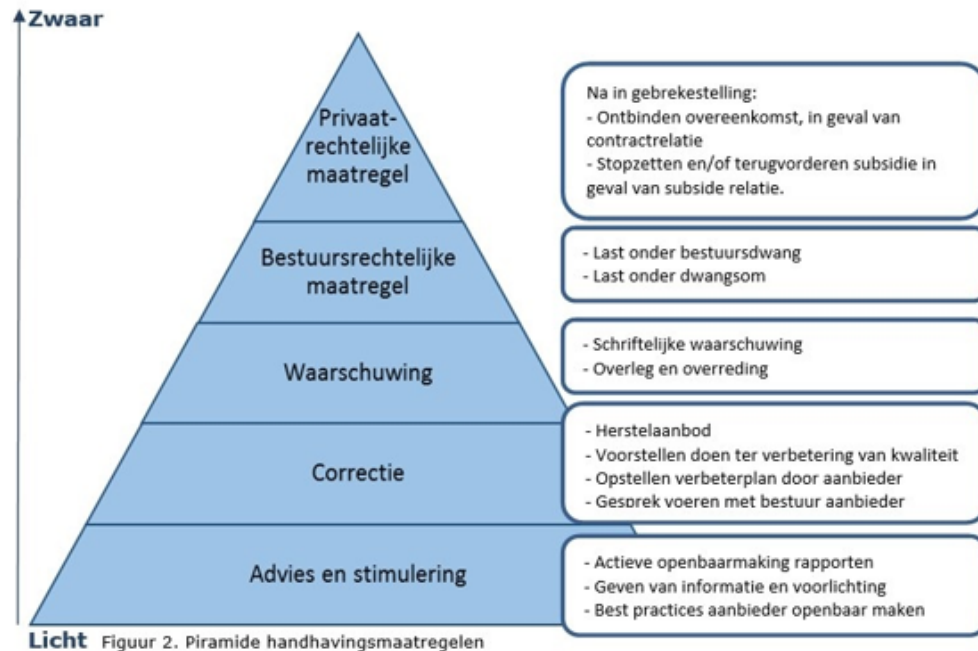 Zwaar
Privaat-
rechtelijke
maatregel
Na in gebrekestelling:
- Ontbinden overeenkomst, in geval van
contractrelatie
- Stopzetten en/of terugvorderen subsidie in
geval van subside relatie.
Bestuursrechtelijke
maatregel
- Last onder bestuursdwang
- Last onder dwangsom
Waarschuwing
- Schriftelijke waarschuwing
- Overleg en overreding
Correctie
- Herstelaanbod
- Voorstellen doen ter verbetering van kwaliteit
- Opstellen verbeterplan door aanbieder
- Gesprek voeren met bestuur aanbieder
Advies en stimulering
- Actieve openbaarmaking rapporten
- Geven van informatie en voorlichting
- Best practices aanbieder openbaar maken
Licht Figuur 2. Piramide handhavingsmaatregelen